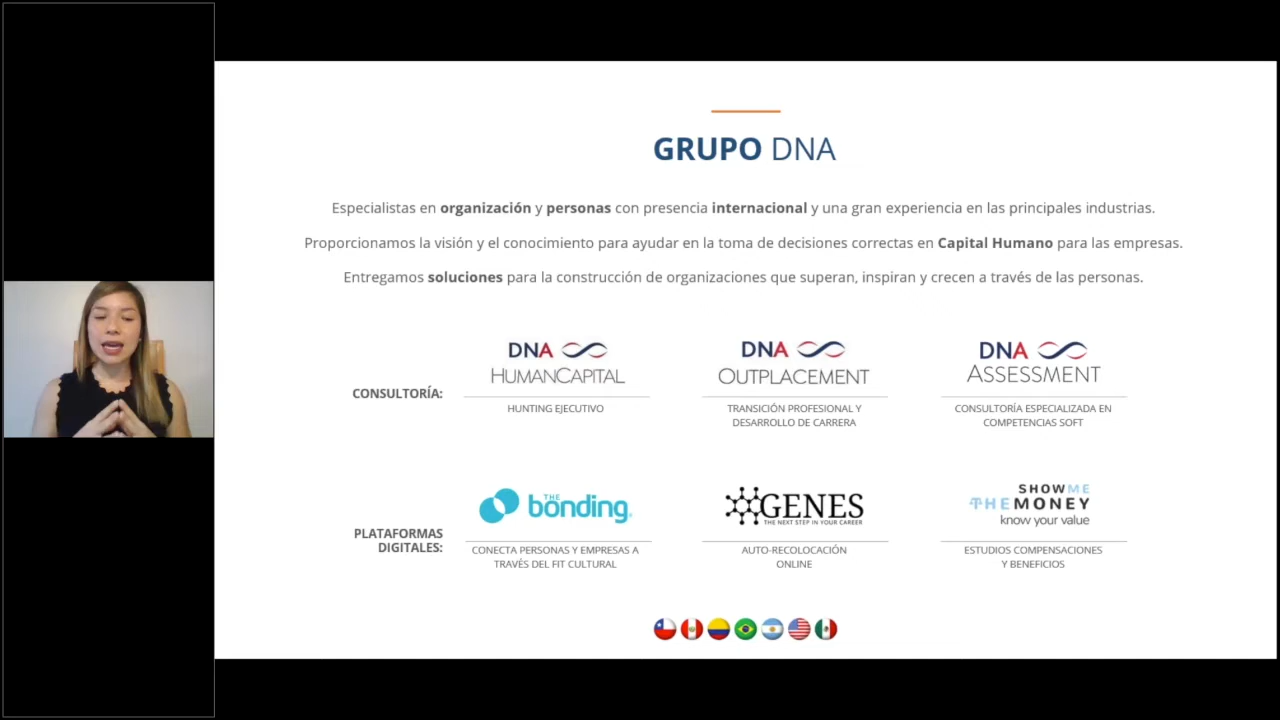 GRUPO DNA
Especialistas en organización y personas con presencia internacional y una gran experiencia en las principales industrias.
Proporcionamos la visión y el conocimiento para ayudar en la toma de decisiones correctas en Capital Humano para las empresas.
Entregamos soluciones para la construcción de organizaciones que superan, inspiran y crecen a través de las personas.
CONSULTORÍA:
DNA
HUMANCAPITAL
HUNTING EJECUTIVO
DNA
OUTPLACEMENT
TRANSICIÓN PROFESIONAL Y
DESARROLLO DE CARRERA
DNA
ASSESSMENT
CONSULTORÍA ESPECIALIZADA EN
COMPETENCIAS SOFT
PLATAFORMAS
DIGITALES:
THE
bonding
CONECTA PERSONAS Y EMPRESAS A
TRAVÉS DEL FIT CULTURAL
GENES
THE NEXT STEP IN YOUR CAREER
AUTO-RECOLOCACIÓN
ONLINE
SHOWME
THEMONEY
know your value
ESTUDIOS COMPENSACIONES
Y BENEFICIOS